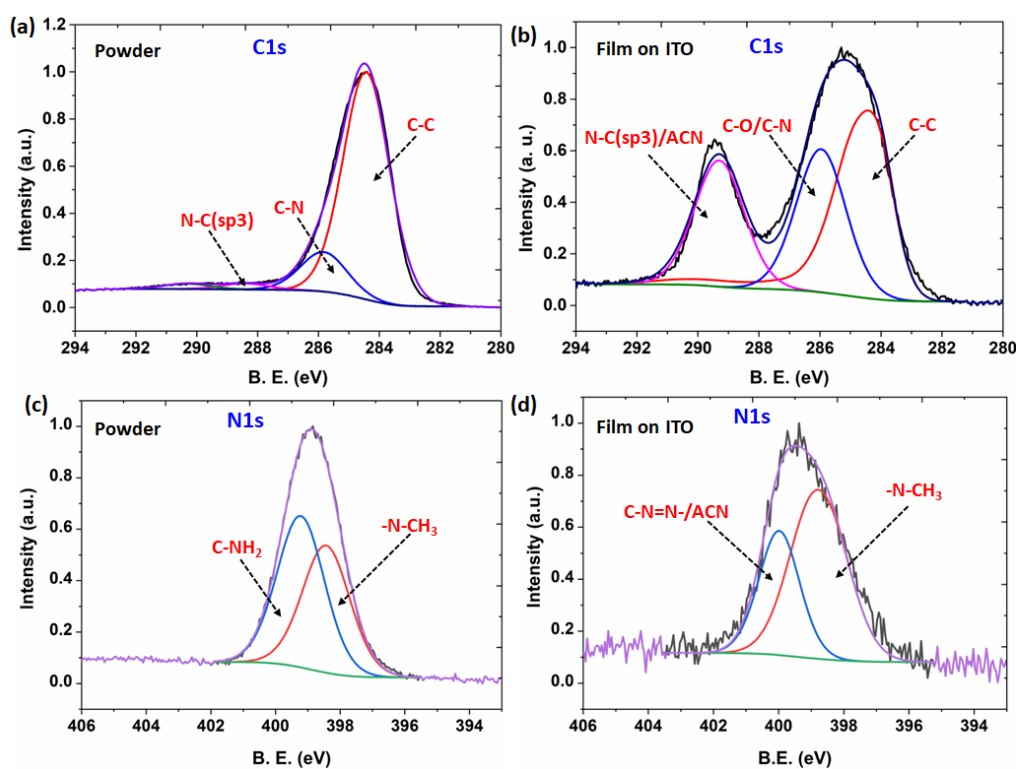 (a)
Powder
C1s
C-C
C-N
N-C(sp3)
Intensity (a.u.)
1.2
1.0
0.8
0.6
0.4
0.2
0.0
294 292 290 288 286 284 282 280
B. E. (eV)
(b)
Film on ITO
C1s
N-C(sp3)/ACN
C-O/C-N
C-C
Intensity (a. u.)
1.0
0.8
0.6
0.4
0.2
0.0
294 292 290 288 286 284 282 280
B. E. (eV)
(c)
Powder
N1s
C-NH2
-N-CH3
Intensity (a.u.)
1.0
0.8
0.6
0.4
0.2
0.0
406 404 402 400 398 396 394
B. E. (eV)
(d)
Film on ITO
N1s
C-N=N-/ACN
-N-CH3
Intensity (a.u.)
1.0
0.8
0.6
0.4
0.2
0.0
406 404 402 400 398 396 394
B.E. (eV)